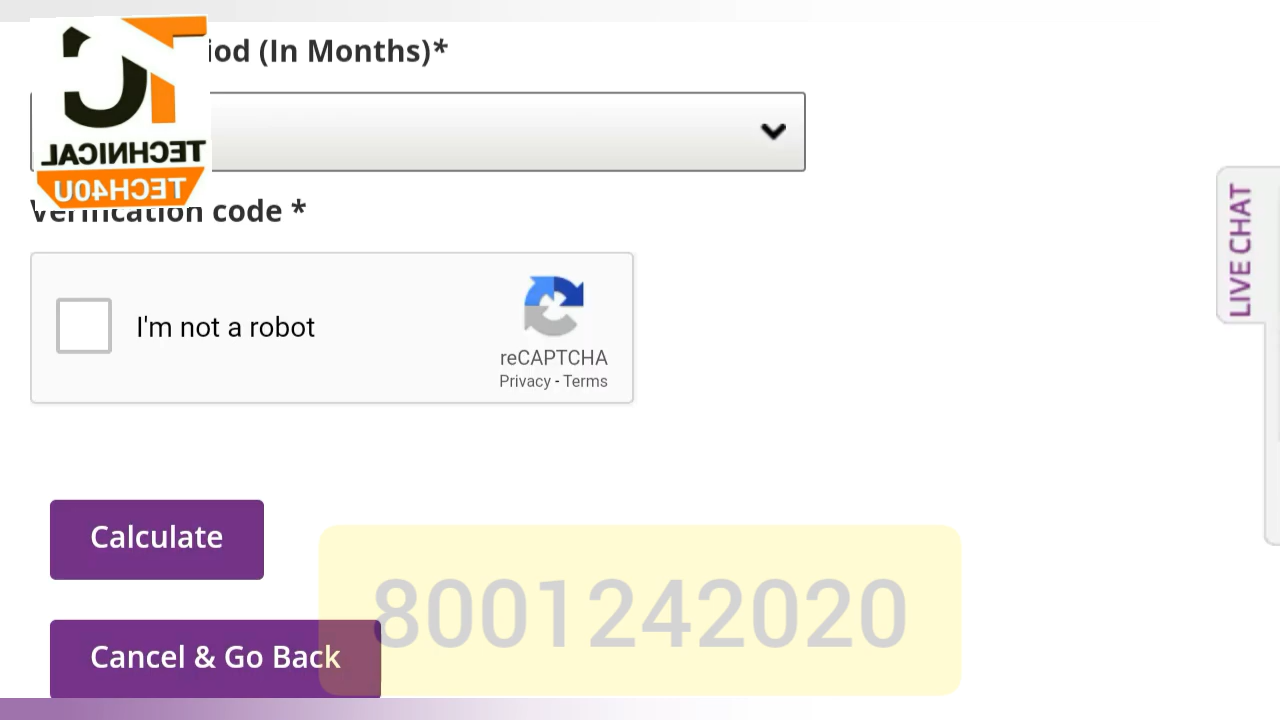 iod (In Months)*
TECHNICAL
TECH40U
Verification code *
I'm not a robot
reCAPTCHA
Privacy - Terms
LIVE CHAT
Calculate
8001242020
Cancel & Go Back